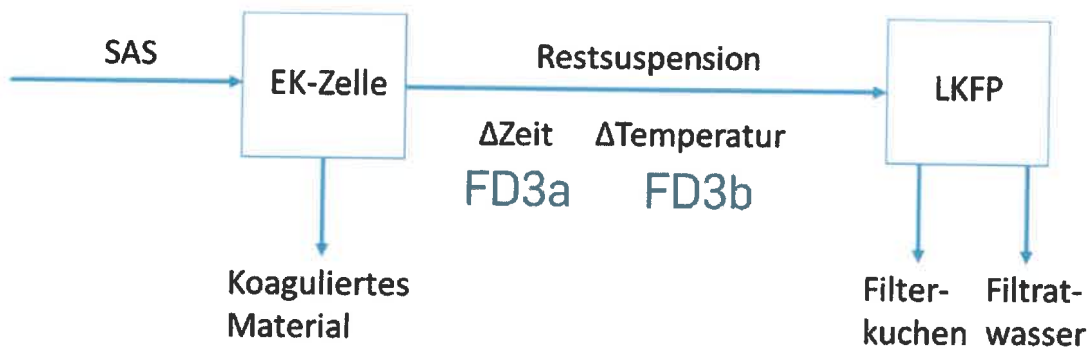 SAS
EK-Zelle
Restsuspension
LKFP
ΔZeit ΔTemperatur
FD3a FD3b
Koaguliertes
Material
Filter-
kuchen
Filtrat-
wasser